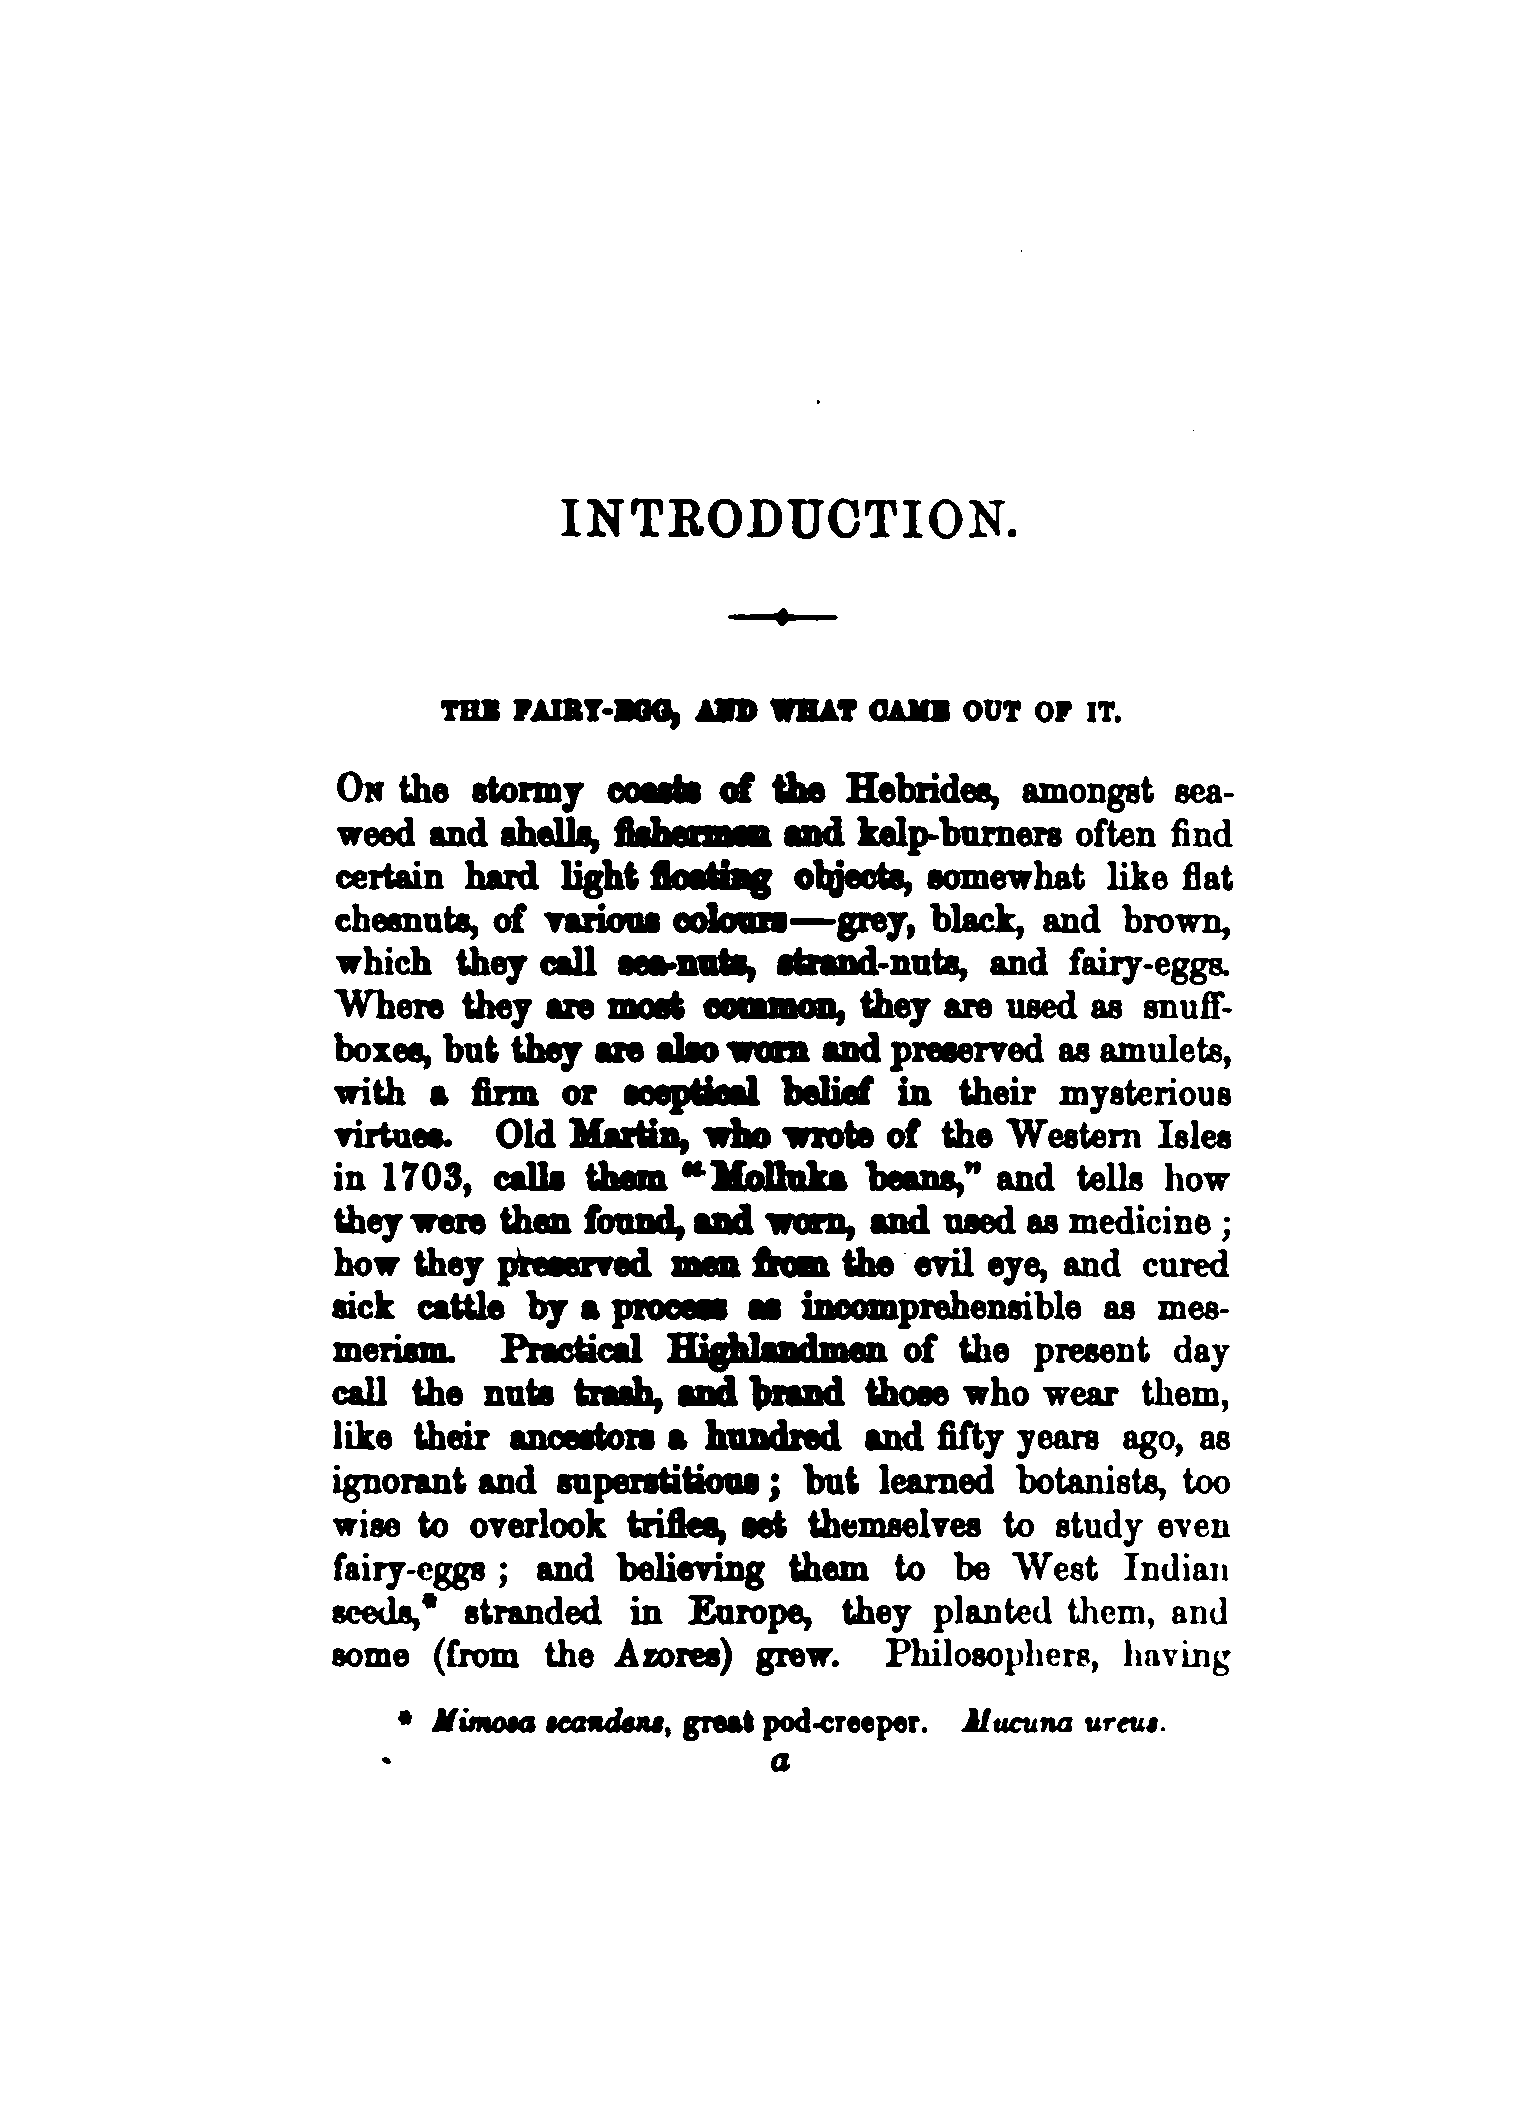 INTRODUCTION.
THE FAIRY-EGG, AND WHAT CAME OUT OF IT.
ON the stormy coasts of the Hebrides, amongst sea-
weed and shells, fishermen and kelp-burners often find
certain hard light floating objects, somewhat like flat
chesnuts, of various colours—grey, black, and brown,
which they call sea-nuts, strand-nuts, and fairy-eggs.
Where they are most common, they are used as snuff-
boxes, but they are also worn and preserved as amulets,
with a firm or sceptical belief in their mysterious
virtues. Old Martin, who wrote of the Western Isles
in 1703, calls them "Molluka beans," and tells how
they were then found, and worn, and used as medicine ;
how they preserved men from the evil eye, and cured
sick cattle by a process as incomprehensible as mes-
merism. Practical Highlandmen of the present day
call the nuts trash, and brand those who wear them,
like their ancestors a hundred and fifty years ago, as
ignorant and superstitious ; but learned botanists, too
wise to overlook trifles, set themselves to study even
fairy-eggs ; and believing them to be West Indian
seeds,* stranded in Europe, they planted them, and
some (from the Azores) grew. Philosophers, having
* Mimosa scandens, great pod-creeper. Mucuna ureus.
a